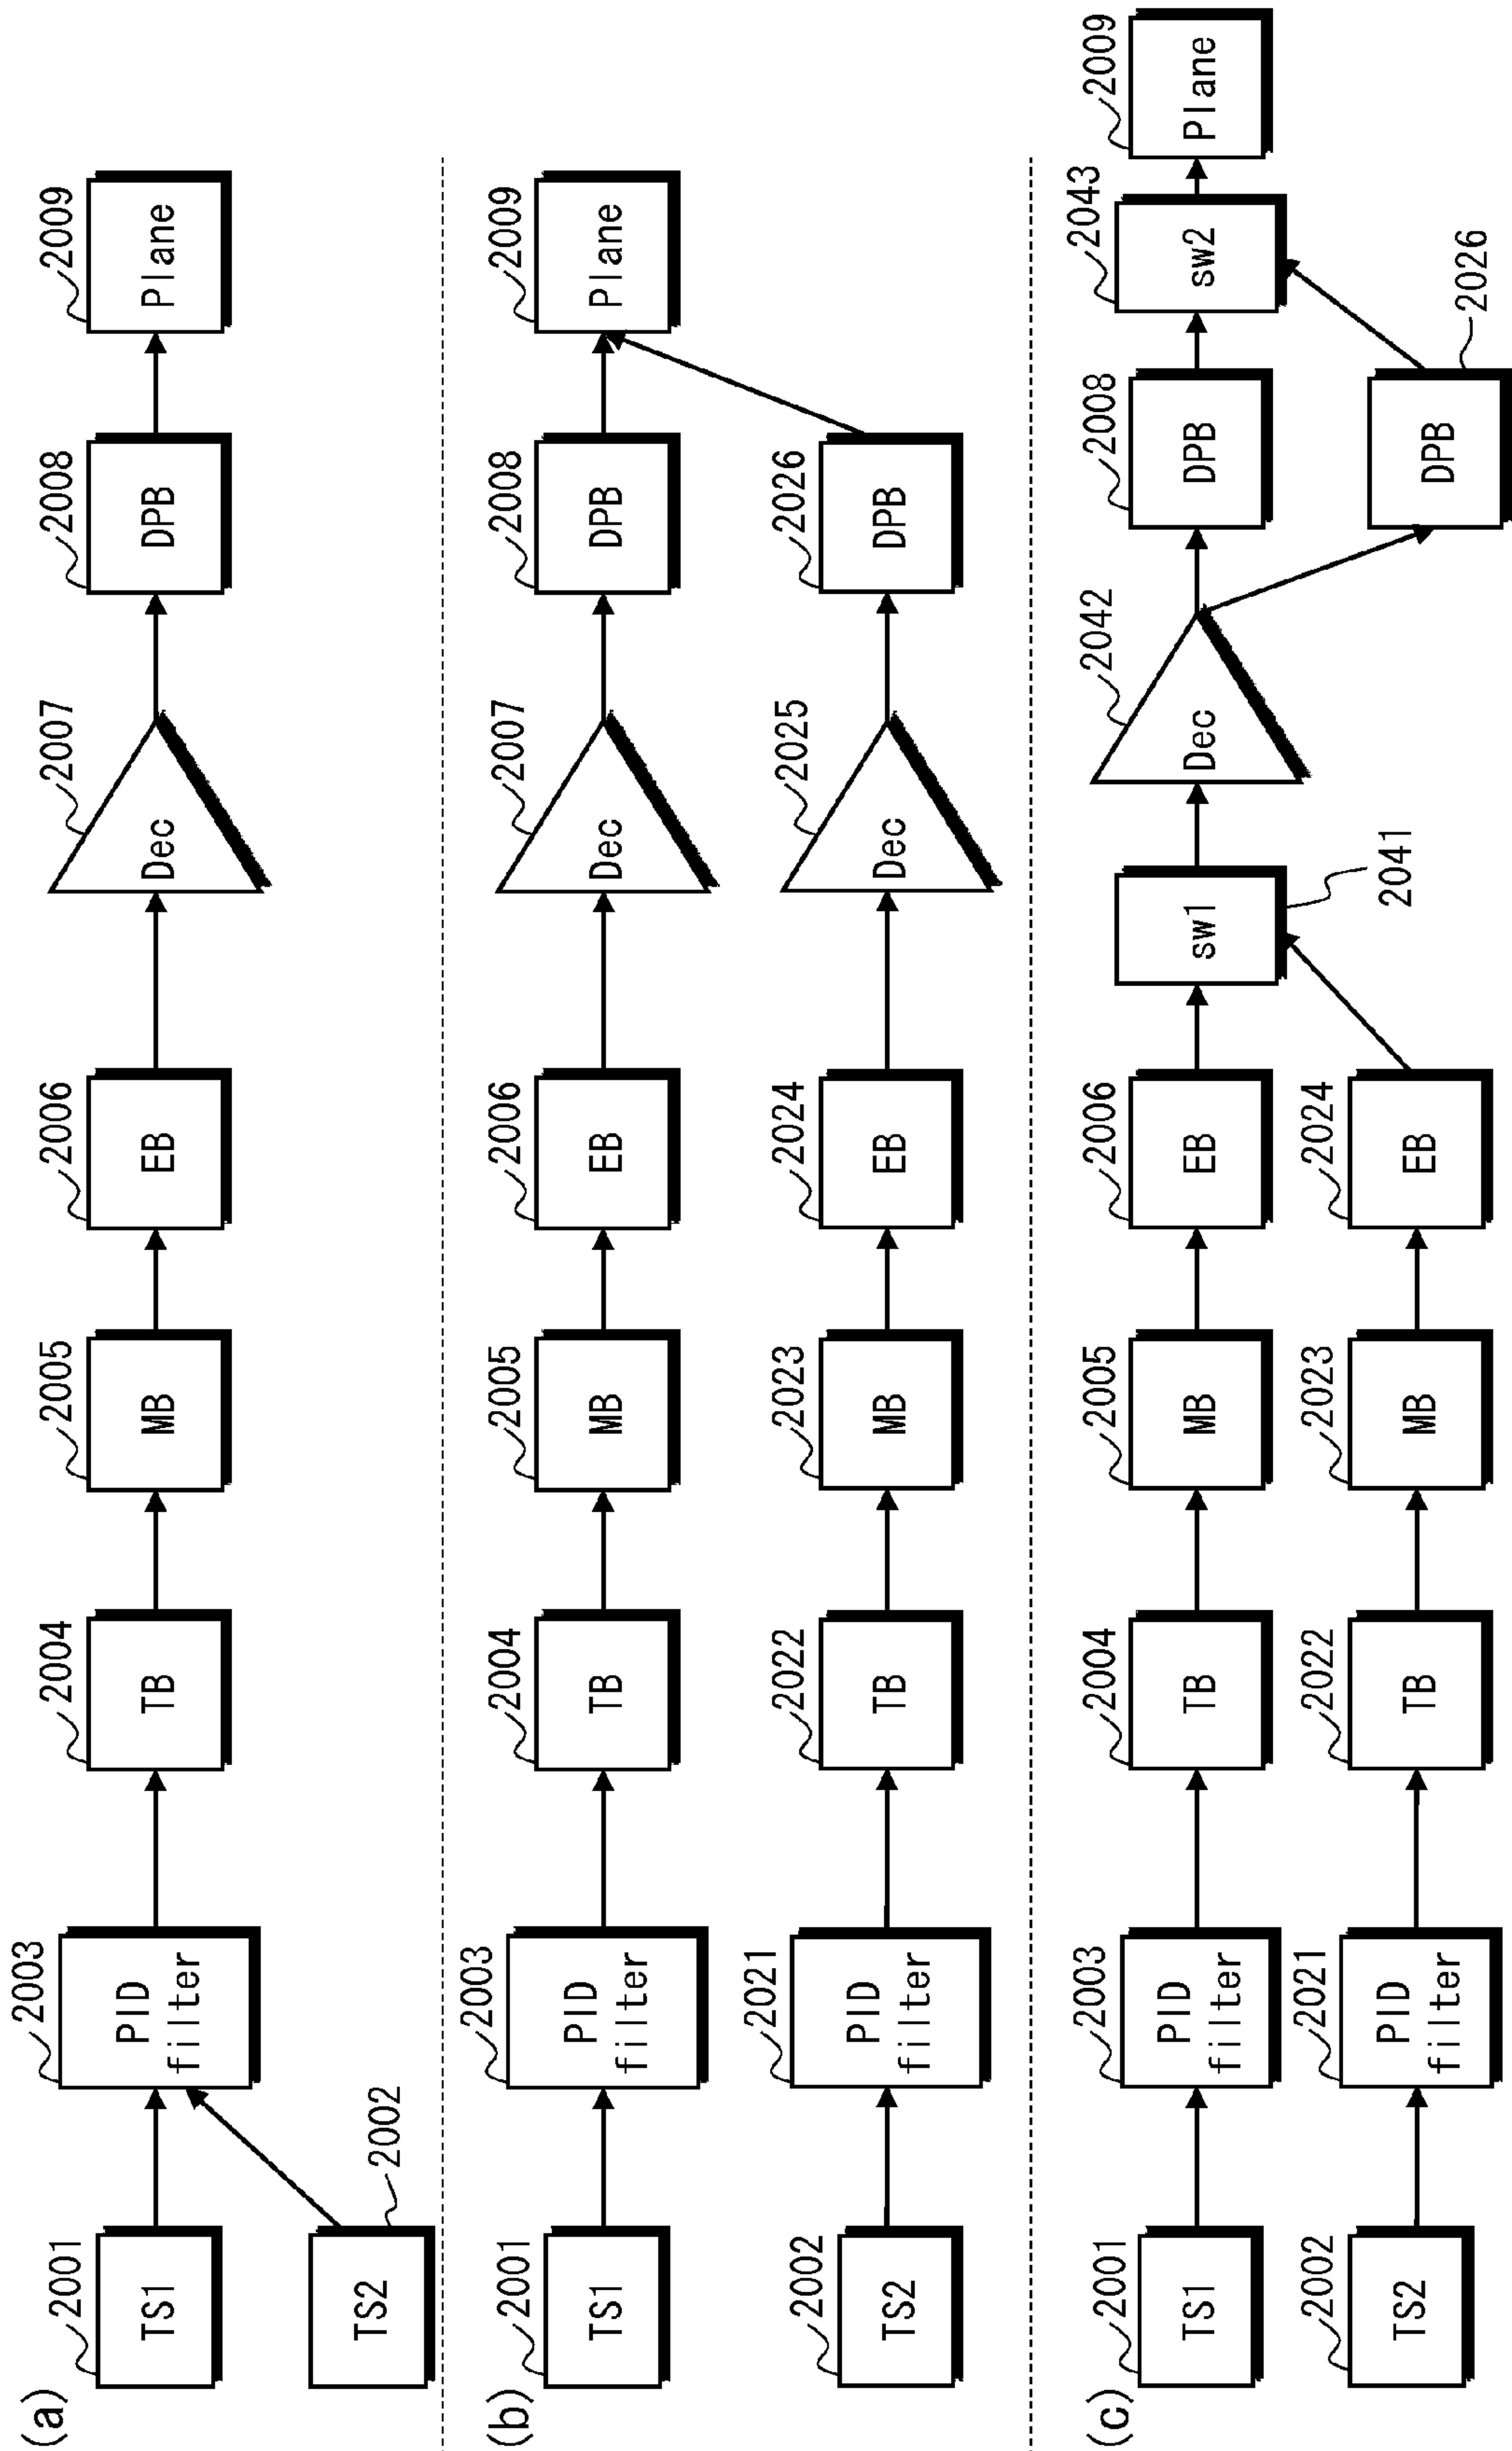 (a)
2001
TS1
2002
TS2
2003
PID
filter
2004
TB
2005
MB
2006
EB
2007
Dec
2008
DPB
2009
Plane
(b)
2001
TS1
2003
PID
filter
2004
TB
2005
MB
2006
EB
2007
Dec
2008
DPB
2009
Plane
2002
TS2
2021
PID
filter
2022
TB
2023
MB
2024
EB
2025
Dec
2026
DPB
(c)
2001
TS1
2003
PID
filter
2004
TB
2005
MB
2006
EB
sw1
2041
2042
Dec
2008
DPB
2043
sw2
2009
Plane
2002
TS2
2021
PID
filter
2022
TB
2023
MB
2024
EB
DPB
2026